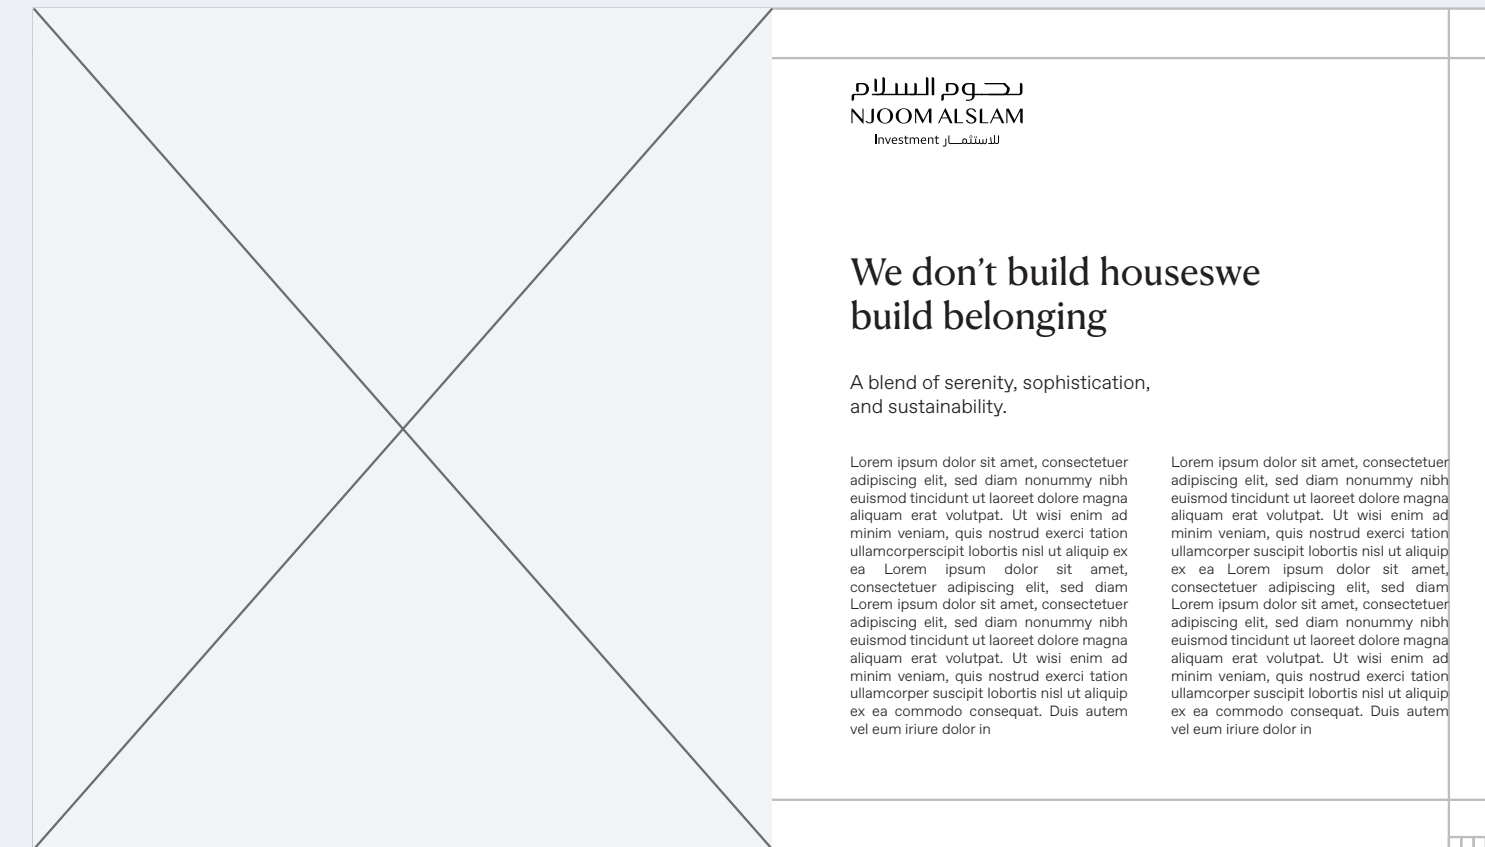 نجوم السلام
NJOOM ALSLAM
Investment للاستثمار
We don’t build houseswe
build belonging
A blend of serenity, sophistication,
and sustainability.
Lorem ipsum dolor sit amet, consectetuer
adipiscing elit, sed diam nonummy nibh
euismod tincidunt ut laoreet dolore magna
aliquam erat volutpat. Ut wisi enim ad
minim veniam, quis nostrud exerci tation
ullamcorperscipit lobortis nisl ut aliquip ex
ea Lorem ipsum dolor sit amet,
consectetuer adipiscing elit, sed diam
Lorem ipsum dolor sit amet, consectetuer
adipiscing elit, sed diam nonummy nibh
euismod tincidunt ut laoreet dolore magna
aliquam erat volutpat. Ut wisi enim ad
minim veniam, quis nostrud exerci tation
ullamcorper suscipit lobortis nisl ut aliquip
ex ea commodo consequat. Duis autem
vel eum iriure dolor in
Lorem ipsum dolor sit amet, consectetuer
adipiscing elit, sed diam nonummy nibh
euismod tincidunt ut laoreet dolore magna
aliquam erat volutpat. Ut wisi enim ad
minim veniam, quis nostrud exerci tation
ullamcorper suscipit lobortis nisl ut aliquip
ex ea Lorem ipsum dolor sit amet,
consectetuer adipiscing elit, sed diam
Lorem ipsum dolor sit amet, consectetuer
adipiscing elit, sed diam nonummy nibh
euismod tincidunt ut laoreet dolore magna
aliquam erat volutpat. Ut wisi enim ad
minim veniam, quis nostrud exerci tation
ullamcorper suscipit lobortis nisl ut aliquip
ex ea commodo consequat. Duis autem
vel eum iriure dolor in